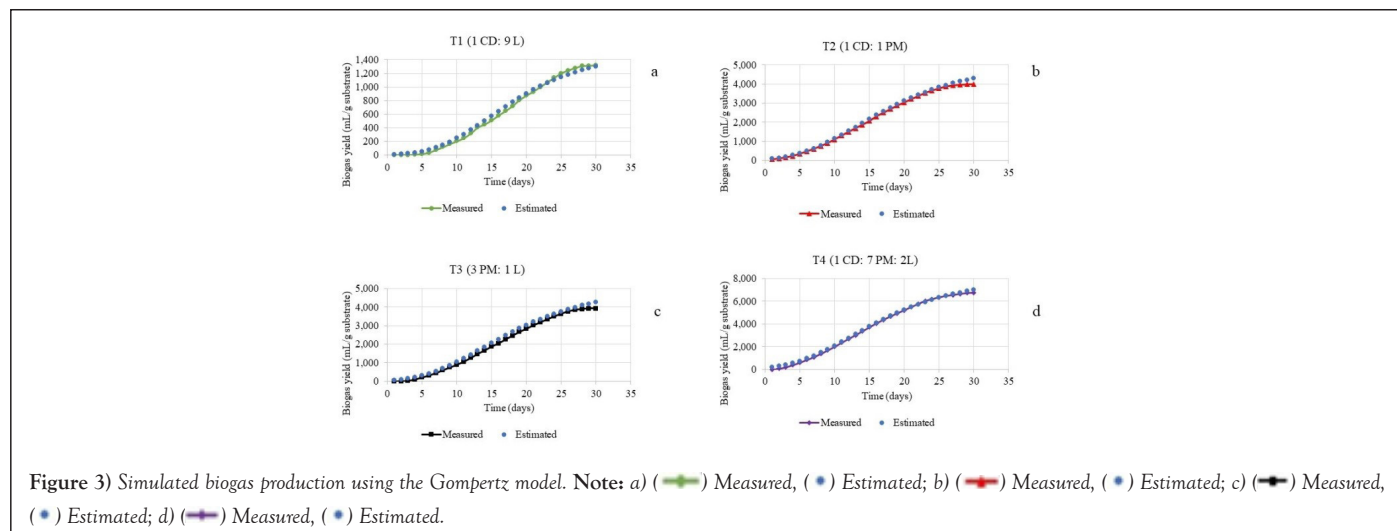 T1 (1 CD: 9 L)
1,400
1,200
1,000
800
600
400
200
0
0 5 10 15 20 25 30 35
Biogas yield (mL/g substrate)
Time (days)
Measured Estimated
a
T2 (1 CD: 1 PM)
5,000
4,000
3,000
2,000
1,000
0
0 5 10 15 20 25 30 35
Biogas yield (mL/g substrate)
Time (days)
Measured Estimated
b
T3 (3 PM: 1 L)
5,000
4,000
3,000
2,000
1,000
0
0 5 10 15 20 25 30 35
Biogas yield (mL/g substrate)
Time (days)
Measured Estimated
c
T4 (1 CD: 7 PM: 2L)
8,000
6,000
4,000
2,000
0
0 5 10 15 20 25 30 35
Biogas yield (mL/g substrate)
Time (days)
Measured Estimated
d
Figure 3) Simulated biogas production using the Gompertz model. Note: a) ( ) Measured, ( ) Estimated; b) ( ) Measured, ( ) Estimated; c) ( ) Measured,
( ) Estimated; d) ( ) Measured, ( ) Estimated.